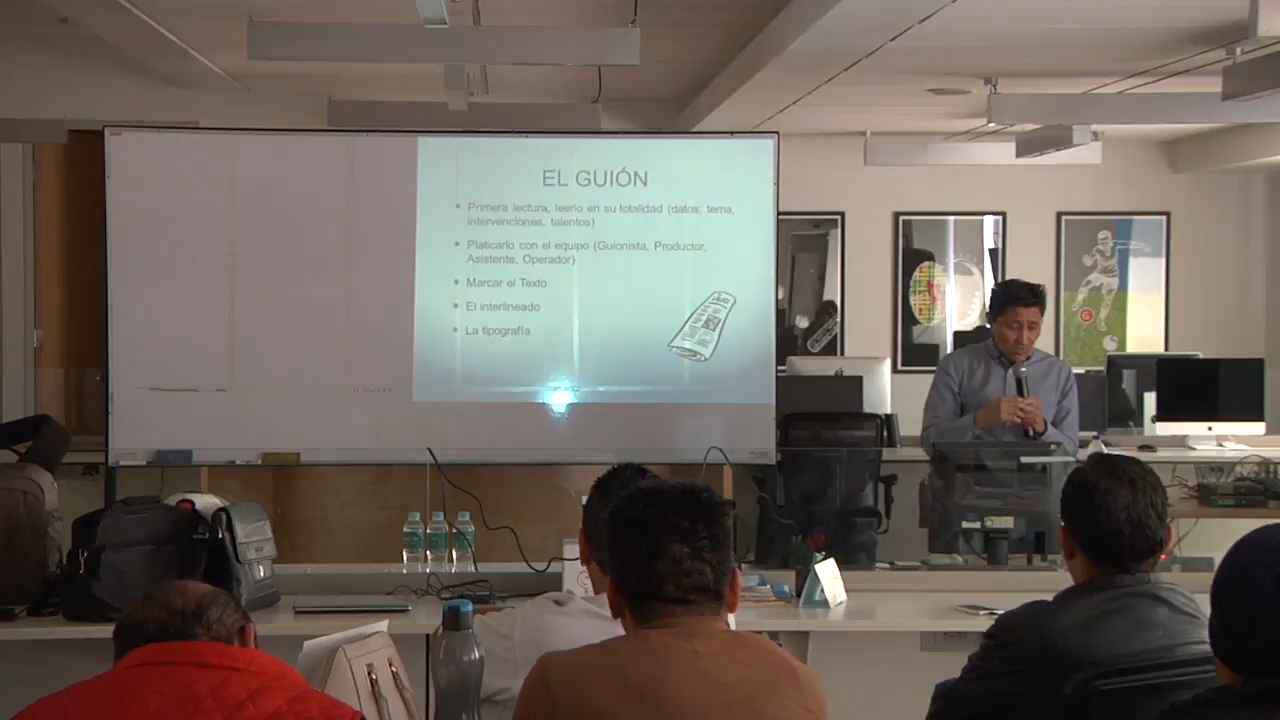 EL GUIÓN
• Primera lectura, leerlo en su totalidad (datos, tema,
intervenciones, talentos)
• Platicarlo con el equipo (Guionista, Productor,
Asistente, Operador)
• Marcar el Texto
• El interlineado
• La tipografía
G